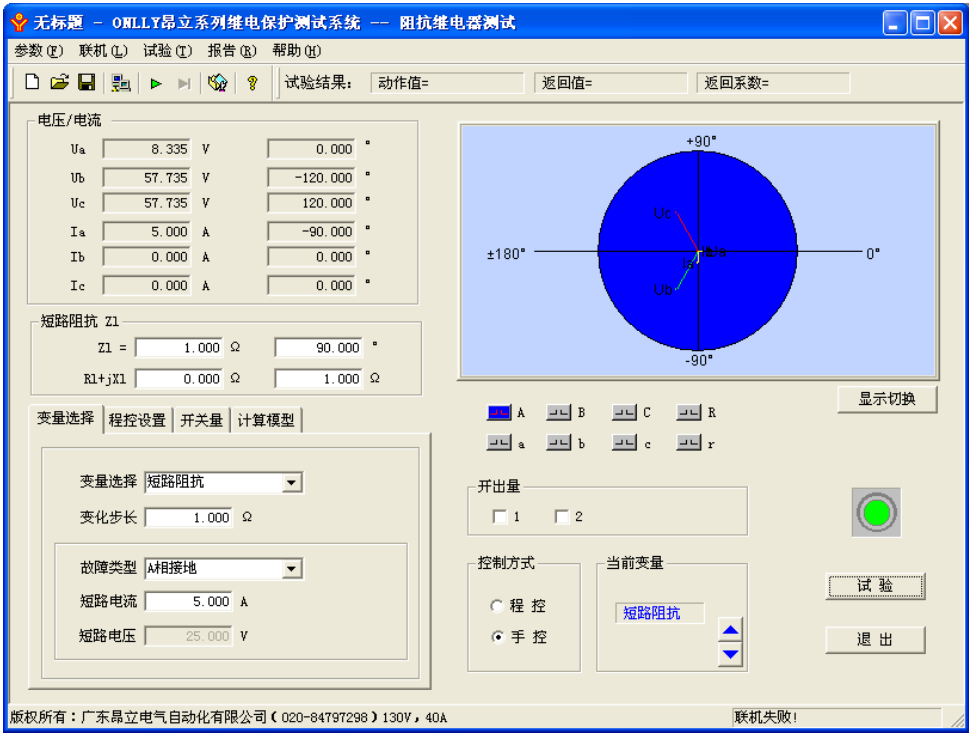 无标题 - ONLLY昂立系列继电保护测试系统 -- 阻抗继电器测试
参数(F) 联机(L) 试验(T) 报告(R) 帮助(H)
试验结果: 动作值= 返回值= 返回系数=
电压/电流
Ua 8.335 V 0.000 °
Ub 57.735 V -120.000 °
Uc 57.735 V 120.000 °
Ia 5.000 A -90.000 °
Ib 0.000 A 0.000 °
Ic 0.000 A 0.000 °
短路阻抗 Z1
Z1 = 1.000 Ω 90.000 °
R1+jX1 0.000 Ω 1.000 Ω
变量选择 程控设置 开关量 计算模型
变量选择 短路阻抗
变化步长 1.000 Ω
故障类型 A相接地
短路电流 5.000 A
短路电压 25.000 V
+90°
Uc
±180°
0°
Ia
Ub
-90°
显示切换
A B C R
a b c r
开出量
1 2
控制方式
程 控
手 控
当前变量
短路阻抗
试 验
退 出
版权所有：广东昂立电气自动化有限公司(020-84797298)130V，40A
联机失败!